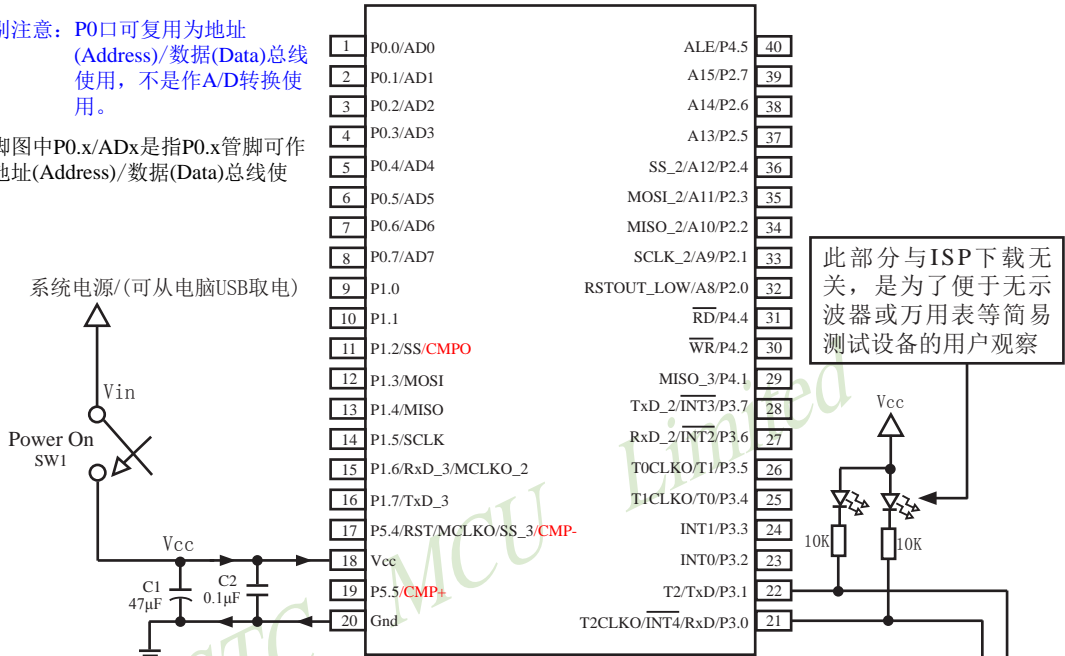 别注意：P0口可复用为地址
(Address)/数据(Data)总线
使用，不是作A/D转换使
用。
脚图中P0.x/ADx是指P0.x管脚可作
地址(Address)/数据(Data)总线使
系统电源/(可从电脑USB取电)
Vin
Power On
SW1
Vcc
C1
47μF
C2
0.1μF
1 P0.0/AD0
2 P0.1/AD1
3 P0.2/AD2
4 P0.3/AD3
5 P0.4/AD4
6 P0.5/AD5
7 P0.6/AD6
8 P0.7/AD7
9 P1.0
10 P1.1
11 P1.2/SS/CMPO
12 P1.3/MOSI
13 P1.4/MISO
14 P1.5/SCLK
15 P1.6/RxD_3/MCLKO_2
16 P1.7/TxD_3
17 P5.4/RST/MCLKO/SS_3/CMP-
18 Vcc
19 P5.5/CMP+
20 Gnd
ALE/P4.5 40
A15/P2.7 39
A14/P2.6 38
A13/P2.5 37
SS_2/A12/P2.4 36
MOSI_2/A11/P2.3 35
MISO_2/A10/P2.2 34
SCLK_2/A9/P2.1 33
RSTOUT_LOW/A8/P2.0 32
RD/P4.4 31
WR/P4.2 30
MISO_3/P4.1 29
TxD_2/INT3/P3.7 28
RxD_2/INT2/P3.6 27
T0CLKO/T1/P3.5 26
T1CLKO/T0/P3.4 25
INT1/P3.3 24
INT0/P3.2 23
T2/TxD/P3.1 22
T2CLKO/INT4/RxD/P3.0 21
此部分与ISP下载无
关，是为了便于无示
波器或万用表等简易
测试设备的用户观察
Vcc
10K
10K
STC MCU Limited